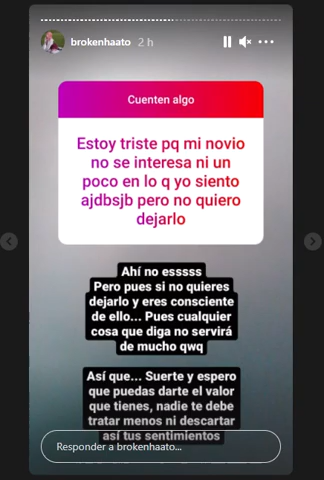 brokenhaato 2 h
Cuenten algo
Estoy triste pq mi novio
no se interesa ni un
poco en lo q yo siento
ajdbsjb pero no quiero
dejarlo
Ahí no esssss
Pero pues si no quieres
dejarlo y eres consciente
de ello... Pues cualquier
cosa que diga no servirá
de mucho qwq
Así que... Suerte y espero
que puedas darte el valor
que tienes, nadie te debe
tratar menos ni descartar
así tus sentimientos
Responder a brokenhaato...